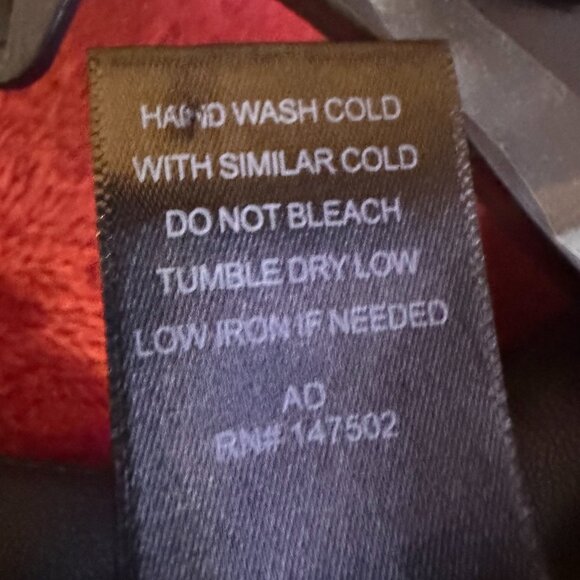 HAND WASH COLD
WITH SIMILAR COLD
DO NOT BLEACH
TUMBLE DRY LOW
LOW IRON IF NEEDED
AD
RN# 147502